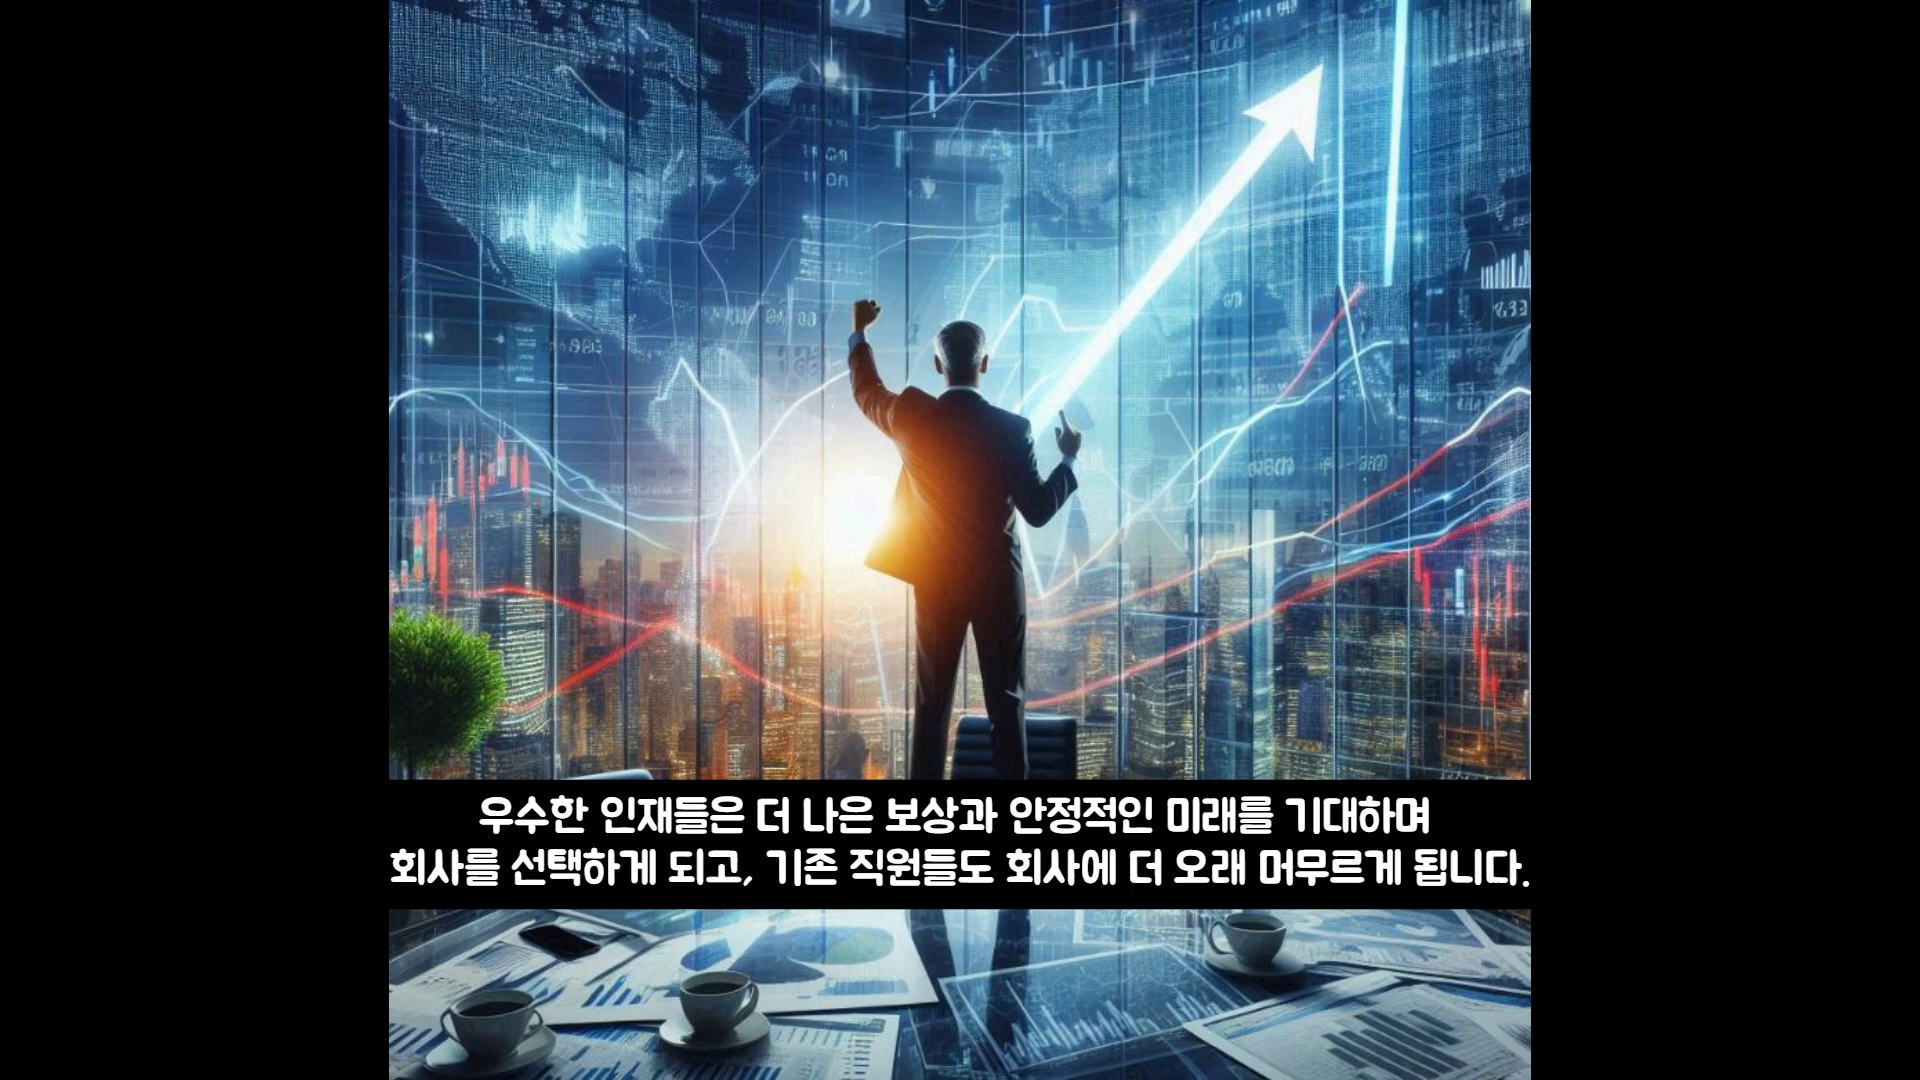 우수한 인재들은 더 나은 보상과 안정적인 미래를 기대하며
회사를 선택하게 되고, 기존 직원들도 회사에 더 오래 머무르게 됩니다.